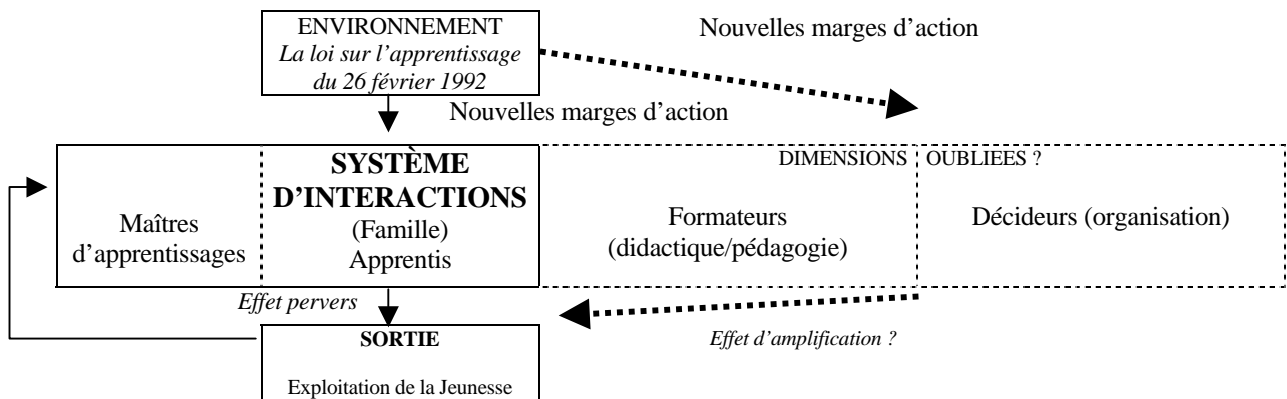 ENVIRONNEMENT
La loi sur l’apprentissage
du 26 février 1992
Nouvelles marges d’action
Nouvelles marges d’action
Maîtres
d’apprentissages
SYSTÈME
D’INTERACTIONS
(Famille)
Apprentis
DIMENSIONS
OUBLIEES ?
Formateurs
(didactique/pédagogie)
Décideurs (organisation)
Effet pervers
Effet d’amplification ?
SORTIE
Exploitation de la Jeunesse